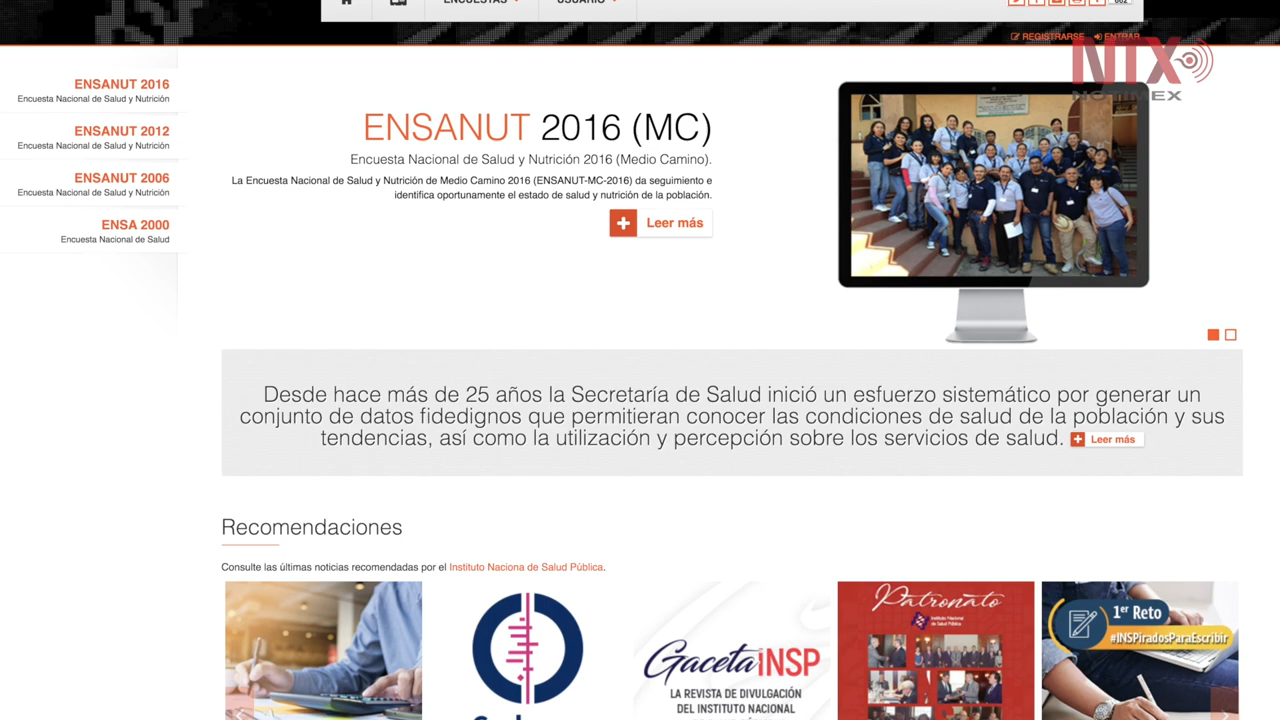 ENCUESTAS
USUARIO
662
REGISTRARSE
ENTRAR
NTX
NOTIMEX
ENSANUT 2016
Encuesta Nacional de Salud y Nutrición
ENSANUT 2012
Encuesta Nacional de Salud y Nutrición
ENSANUT 2006
Encuesta Nacional de Salud y Nutrición
ENSA 2000
Encuesta Nacional de Salud
ENSANUT 2016 (MC)
Encuesta Nacional de Salud y Nutrición 2016 (Medio Camino).
La Encuesta Nacional de Salud y Nutrición de Medio Camino 2016 (ENSANUT-MC-2016) da seguimiento e
identifica oportunamente el estado de salud y nutrición de la población.
Leer más
Desde hace más de 25 años la Secretaría de Salud inició un esfuerzo sistemático por generar un
conjunto de datos fidedignos que permitieran conocer las condiciones de salud de la población y sus
tendencias, así como la utilización y percepción sobre los servicios de salud. Leer más
Recomendaciones
Consulte las últimas noticias recomendadas por el Instituto Naciona de Salud Pública.
Gaceta INSP
LA REVISTA DE DIVULGACIÓN
DEL INSTITUTO NACIONAL
Patronato
Instituto Nacional
de Salud Pública
1er Reto
#INSPiradosParaEscribir